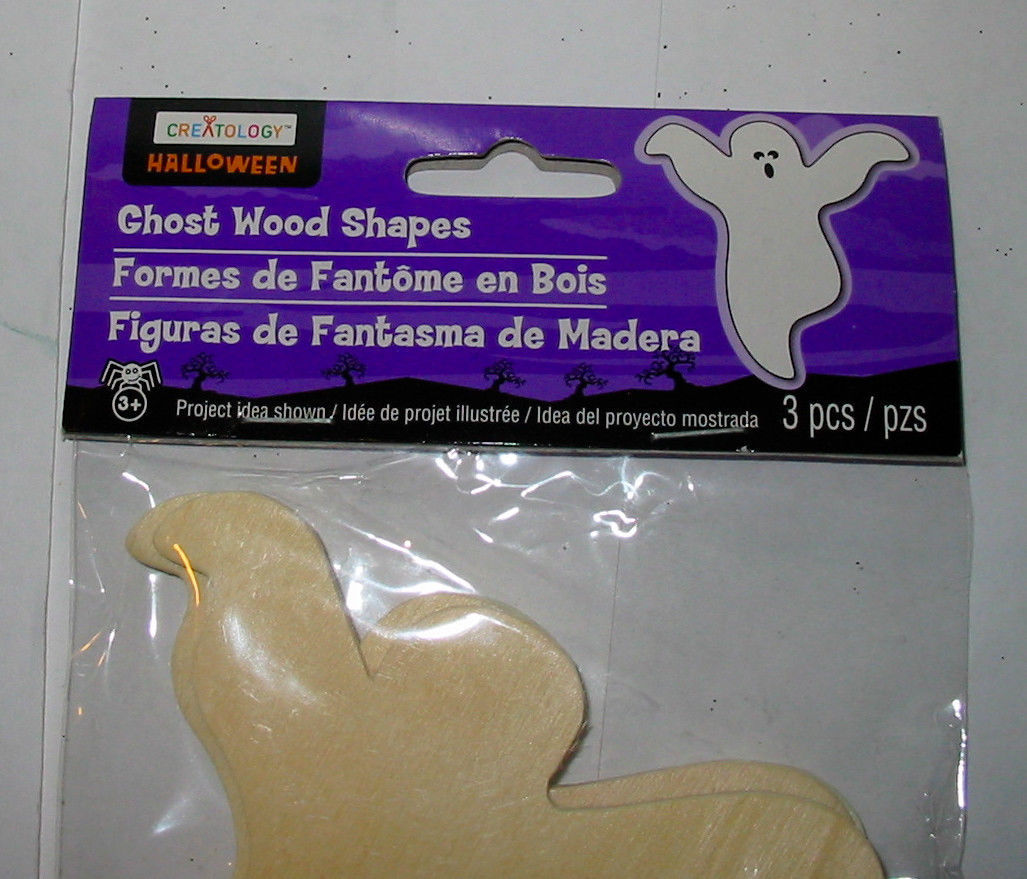 CREATOLOGY™
HALLOWEEN
Ghost Wood Shapes
Formes de Fantôme en Bois
Figuras de Fantasma de Madera
3+
Project idea shown / Idée de projet illustrée / Idea del proyecto mostrada
3 pcs / pzs